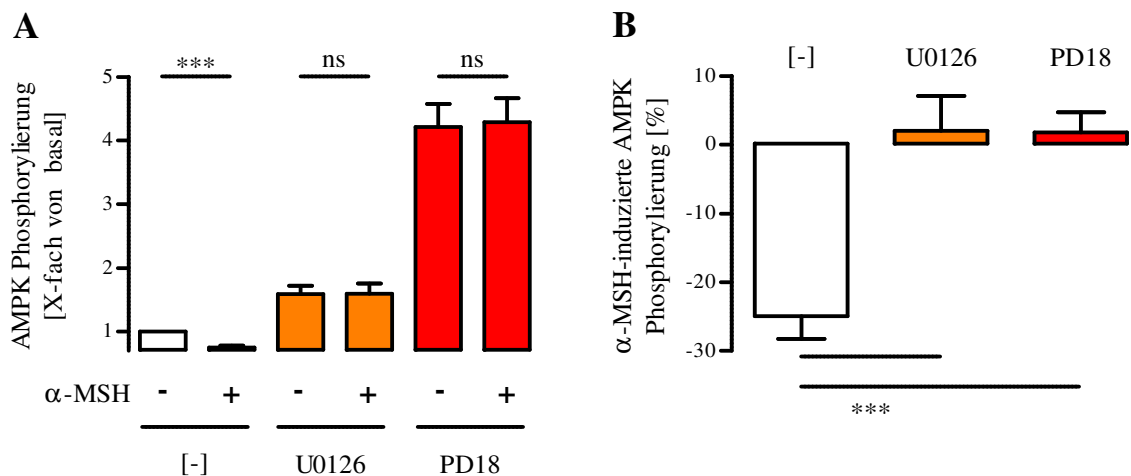 A
AMPK Phosphorylierung
[X-fach von basal]
***
ns
ns
5
4
3
2
1
α-MSH
- + - + - +
[-] U0126 PD18
B
α-MSH-induzierte AMPK
Phosphorylierung [%]
[-] U0126 PD18
10
0
-10
-20
-30
***